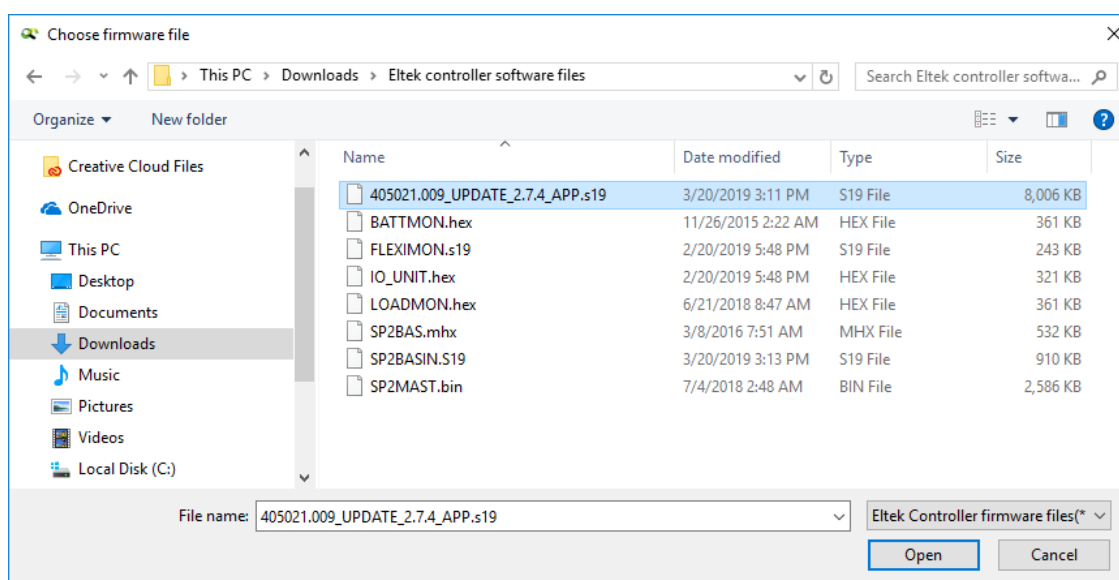 Choose firmware file
This PC > Downloads > Eltek controller software files
Search Eltek controller softwa...
Organize
New folder
Creative Cloud Files
OneDrive
This PC
Desktop
Documents
Downloads
Music
Pictures
Videos
Local Disk (C:)
Name Date modified Type Size
405021.009_UPDATE_2.7.4_APP.s19 3/20/2019 3:11 PM S19 File 8,006 KB
BATTMON.hex 11/26/2015 2:22 AM HEX File 361 KB
FLEXIMON.s19 2/20/2019 5:48 PM S19 File 243 KB
IO_UNIT.hex 2/20/2019 5:48 PM HEX File 321 KB
LOADMON.hex 6/21/2018 8:47 AM HEX File 361 KB
SP2BAS.mhx 3/8/2016 7:51 AM MHX File 532 KB
SP2BASIN.S19 3/20/2019 3:13 PM S19 File 910 KB
SP2MAST.bin 7/4/2018 2:48 AM BIN File 2,586 KB
File name: 405021.009_UPDATE_2.7.4_APP.s19
Eltek Controller firmware files(*
Open
Cancel